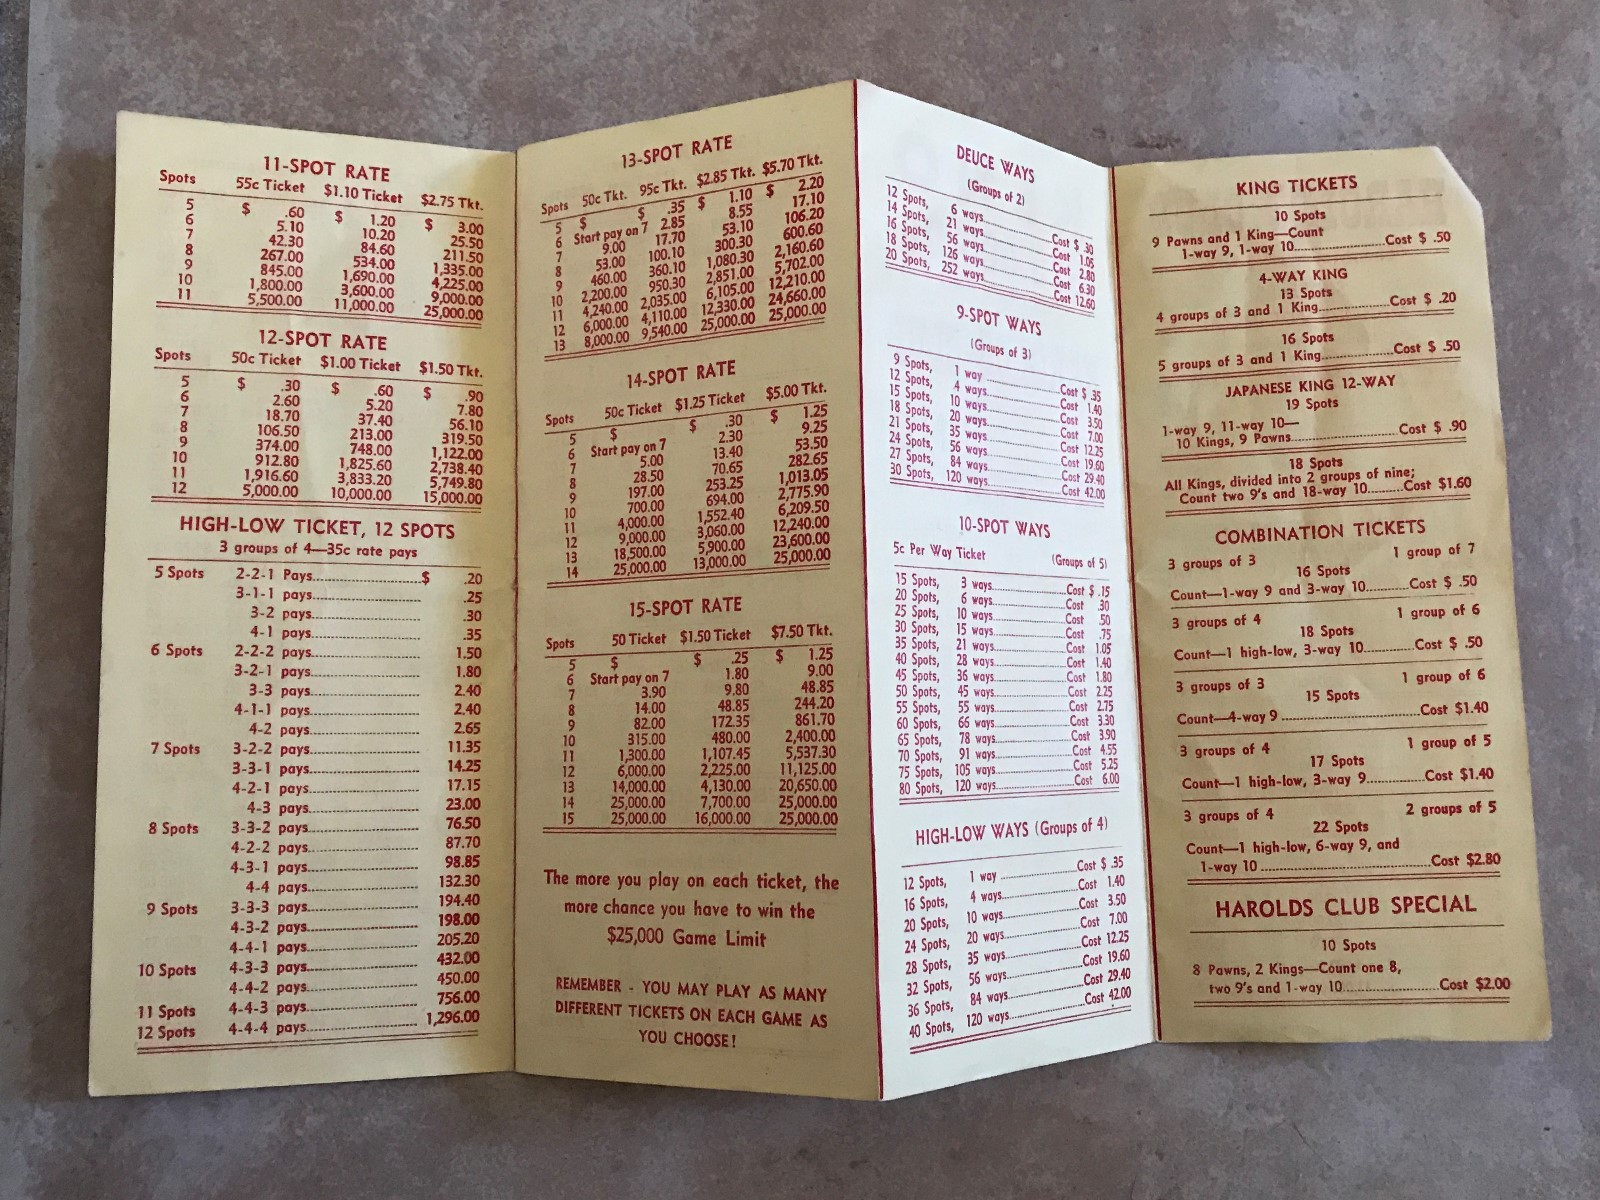 11-SPOT RATE
Spots 55c Ticket $1.10 Ticket $2.75 Tkt.
5 $ .60 $ 1.20 $ 3.00
6 5.10 10.20 25.50
7 42.30 84.60 211.50
8 267.00 534.00 1,335.00
9 845.00 1,690.00 4,225.00
10 1,800.00 3,600.00 9,000.00
11 5,500.00 11,000.00 25,000.00
12-SPOT RATE
Spots 50c Ticket $1.00 Ticket $1.50 Tkt.
5 $ .30 $ .60 $ .90
6 2.60 5.20 7.80
7 18.70 37.40 56.10
8 106.50 213.00 319.50
9 374.00 748.00 1,122.00
10 912.80 1,825.60 2,738.40
11 1,916.60 3,833.20 5,749.80
12 5,000.00 10,000.00 15,000.00
HIGH-LOW TICKET, 12 SPOTS
3 groups of 4—35c rate pays
5 Spots 2-2-1 Pays $ .20
3-1-1 pays .25
3-2 pays .30
4-1 pays .35
6 Spots 2-2-2 pays 1.50
3-2-1 pays 1.80
3-3 pays 2.40
4-1-1 pays 2.40
4-2 pays 2.65
7 Spots 3-2-2 pays 11.35
3-3-1 pays 14.25
4-2-1 pays 17.15
4-3 pays 23.00
8 Spots 3-3-2 pays 76.50
4-2-2 pays 87.70
4-3-1 pays 98.85
4-4 pays 132.30
9 Spots 3-3-3 pays 194.40
4-3-2 pays 198.00
4-4-1 pays 205.20
10 Spots 4-3-3 pays 432.00
4-4-2 pays 450.00
11 Spots 4-4-3 pays 756.00
12 Spots 4-4-4 pays 1,296.00
13-SPOT RATE
Spots 50c Tkt. 95c Tkt. $2.85 Tkt. $5.70 Tkt.
5 $ $ .35 $ 1.10 $ 2.20
6 Start pay on 7 2.85 8.55 17.10
7 9.00 17.70 53.10 106.20
8 53.00 100.10 300.30 600.60
9 460.00 360.10 1,080.30 2,160.60
10 2,200.00 950.30 2,851.00 5,702.00
11 4,240.00 2,035.00 6,105.00 12,210.00
12 6,000.00 4,110.00 12,330.00 24,660.00
13 8,000.00 9,540.00 25,000.00 25,000.00
14-SPOT RATE
Spots 50c Ticket $1.25 Ticket $5.00 Tkt.
5 $ $ .30 $ 1.25
6 Start pay on 7 2.30 9.25
7 5.00 13.40 53.50
8 28.50 70.65 282.65
9 197.00 253.25 1,013.05
10 700.00 694.00 2,775.90
11 4,000.00 1,552.40 6,209.50
12 9,000.00 3,060.00 12,240.00
13 18,500.00 5,900.00 23,600.00
14 25,000.00 13,000.00 25,000.00
15-SPOT RATE
Spots 50 Ticket $1.50 Ticket $7.50 Tkt.
5 $ $ .25 $ 1.25
6 Start pay on 7 1.80 9.00
7 3.90 9.80 48.85
8 14.00 48.85 244.20
9 82.00 172.35 861.70
10 315.00 480.00 2,400.00
11 1,300.00 1,107.45 5,537.30
12 6,000.00 2,225.00 11,125.00
13 14,000.00 4,130.00 20,650.00
14 25,000.00 7,700.00 25,000.00
15 25,000.00 16,000.00 25,000.00
The more you play on each ticket, the
more chance you have to win the
$25,000 Game Limit
REMEMBER - YOU MAY PLAY AS MANY
DIFFERENT TICKETS ON EACH GAME AS
YOU CHOOSE!
DEUCE WAYS
(Groups of 2)
12 Spots, 6 ways Cost $ .30
14 Spots, 21 ways Cost 1.05
16 Spots, 56 ways Cost 2.80
18 Spots, 126 ways Cost 6.30
20 Spots, 252 ways Cost 12.60
9-SPOT WAYS
(Groups of 3)
9 Spots, 1 way Cost $ .35
12 Spots, 4 ways Cost 1.40
15 Spots, 10 ways Cost 3.50
18 Spots, 20 ways Cost 7.00
21 Spots, 35 ways Cost 12.25
24 Spots, 56 ways Cost 19.60
27 Spots, 84 ways Cost 29.40
30 Spots, 120 ways Cost 42.00
10-SPOT WAYS
5c Per Way Ticket (Groups of 5)
15 Spots, 3 ways Cost $ .15
20 Spots, 6 ways Cost .30
25 Spots, 10 ways Cost .50
30 Spots, 15 ways Cost .75
35 Spots, 21 ways Cost 1.05
40 Spots, 28 ways Cost 1.40
45 Spots, 36 ways Cost 1.80
50 Spots, 45 ways Cost 2.25
55 Spots, 55 ways Cost 2.75
60 Spots, 66 ways Cost 3.30
65 Spots, 78 ways Cost 3.90
70 Spots, 91 ways Cost 4.55
75 Spots, 105 ways Cost 5.25
80 Spots, 120 ways Cost 6.00
HIGH-LOW WAYS (Groups of 4)
12 Spots, 1 way Cost $ .35
16 Spots, 4 ways Cost 1.40
20 Spots, 10 ways Cost 3.50
24 Spots, 20 ways Cost 7.00
28 Spots, 35 ways Cost 12.25
32 Spots, 56 ways Cost 19.60
36 Spots, 84 ways Cost 29.40
40 Spots, 120 ways Cost 42.00
KING TICKETS
10 Spots
9 Pawns and 1 King—Count
1-way 9, 1-way 10 Cost $ .50
4-WAY KING
13 Spots
4 groups of 3 and 1 King Cost $ .20
16 Spots
5 groups of 3 and 1 King Cost $ .50
JAPANESE KING 12-WAY
19 Spots
1-way 9, 11-way 10—
10 Kings, 9 Pawns Cost $ .90
18 Spots
All Kings, divided into 2 groups of nine;
Count two 9's and 18-way 10 Cost $1.60
COMBINATION TICKETS
3 groups of 3 1 group of 7
16 Spots
Count—1-way 9 and 3-way 10 Cost $ .50
3 groups of 4 1 group of 6
18 Spots
Count—1 high-low, 3-way 10 Cost $ .50
3 groups of 3 1 group of 6
15 Spots
Count—4-way 9 Cost $1.40
3 groups of 4 1 group of 5
17 Spots
Count—1 high-low, 3-way 9 Cost $1.40
3 groups of 4 2 groups of 5
22 Spots
Count—1 high-low, 6-way 9, and
1-way 10 Cost $2.80
HAROLDS CLUB SPECIAL
10 Spots
8 Pawns, 2 Kings—Count one 8,
two 9's and 1-way 10 Cost $2.00